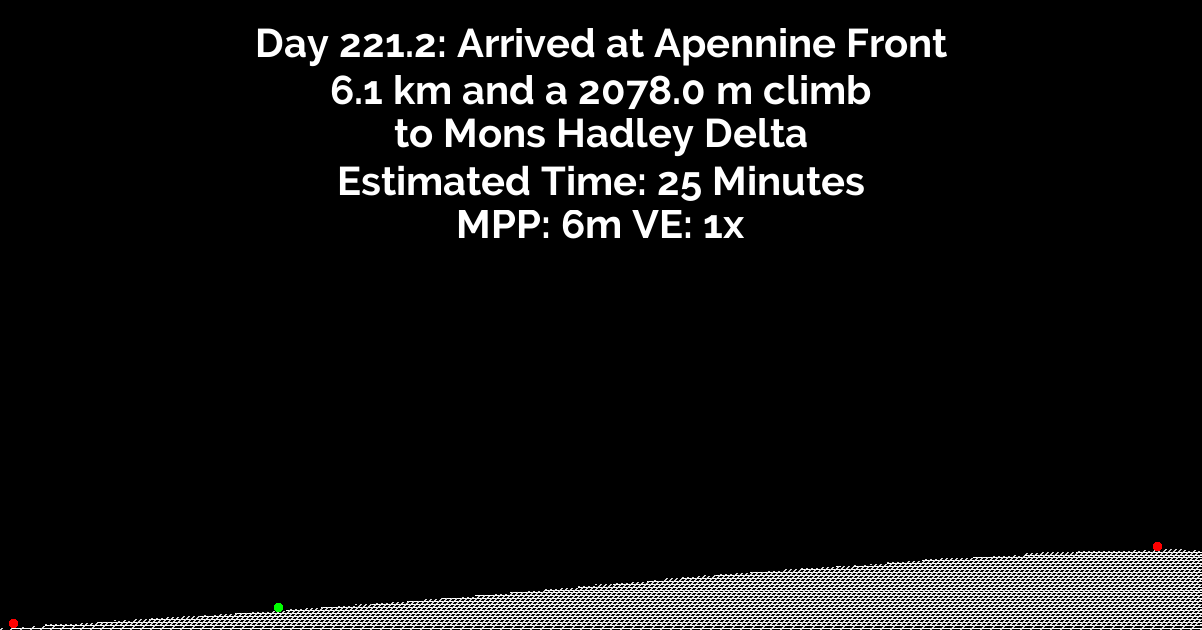 Day 221.2: Arrived at Apennine Front
6.1 km and a 2078.0 m climb
to Mons Hadley Delta
Estimated Time: 25 Minutes
MPP: 6m VE: 1x